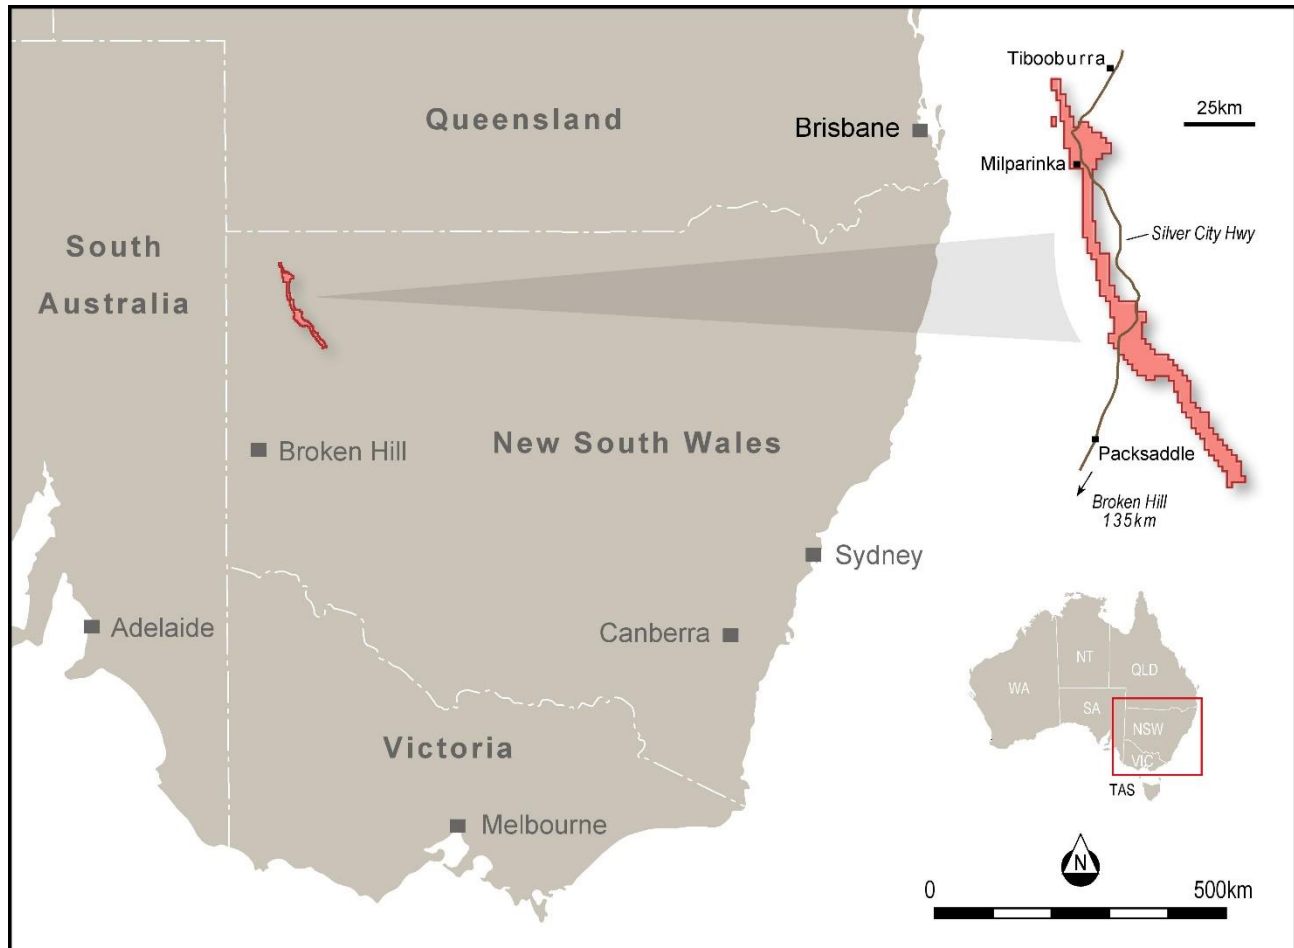 Queensland
Brisbane
South
Australia
Broken Hill
New South Wales
Sydney
Adelaide
Canberra
Victoria
Melbourne
Tibooburra
25km
Milparinka
Silver City Hwy
Packsaddle
Broken Hill
135km
NT
QLD
WA
SA
NSW
VIC
TAS
N
0
500km